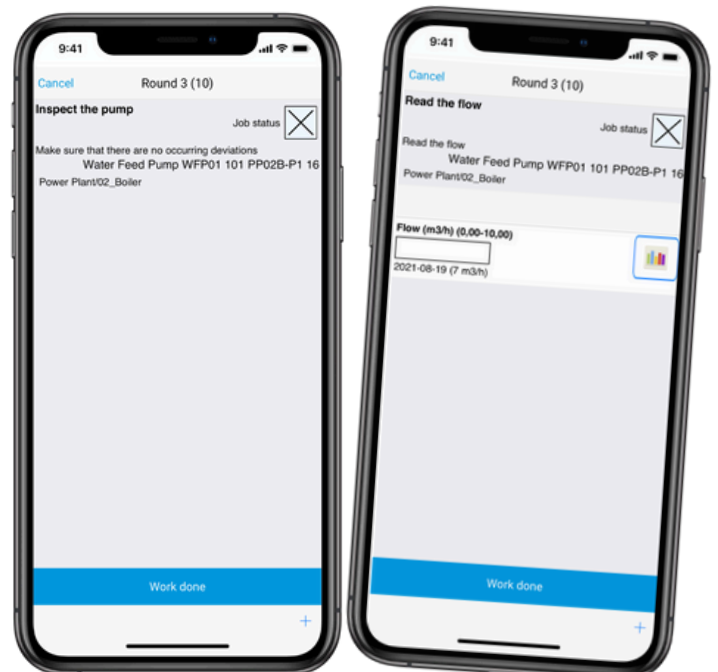 9:41
Cancel
Round 3 (10)
Inspect the pump
Job status
Make sure that there are no occurring deviations
Water Feed Pump WFP01 101 PP02B-P1 16
Power Plant/02_Boiler
Work done
+
9:41
Cancel
Round 3 (10)
Read the flow
Job status
Read the flow
Water Feed Pump WFP01 101 PP02B-P1 16
Power Plant/02_Boiler
Flow (m3/h) (0,00-10,00)
2021-08-19 (7 m3/h)
Work done
+